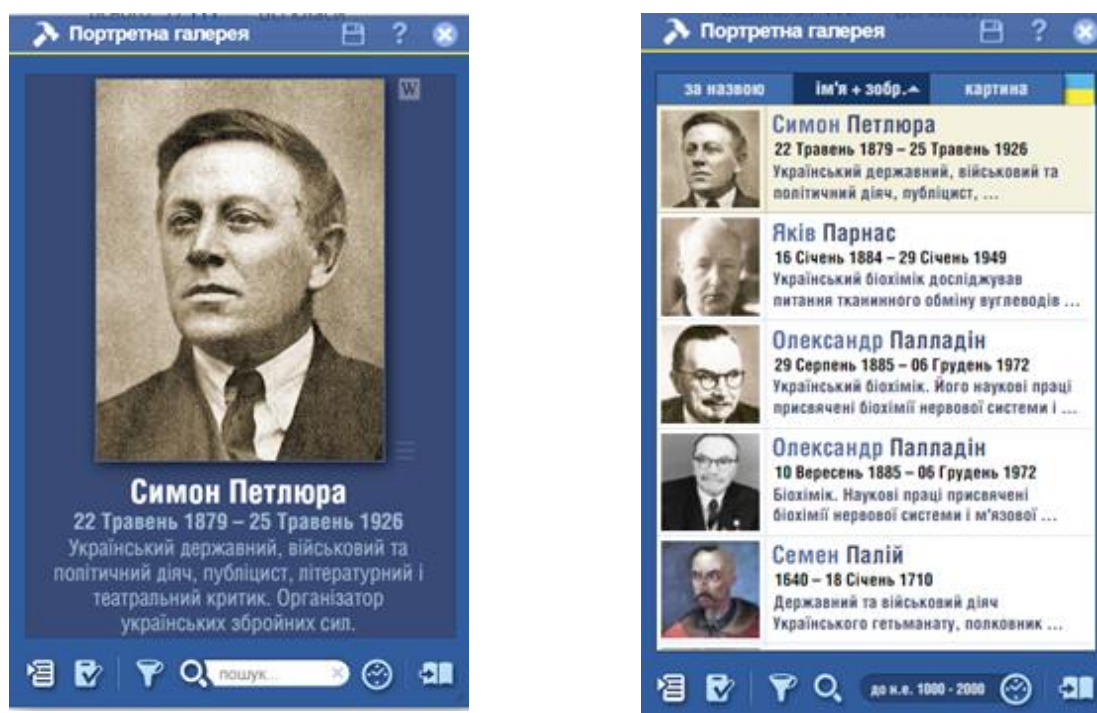 Портретна галерея
?
W
Симон Петлюра
22 Травень 1879 – 25 Травень 1926
Український державний, військовий та
політичний діяч, публіцист, літературний і
театральний критик. Організатор
українських збройних сил.
пошук...
Портретна галерея
?
за назвою
ім'я + зобр.
картина
Симон Петлюра
22 Травень 1879 – 25 Травень 1926
Український державний, військовий та
політичний діяч, публіцист, ...
Яків Парнас
16 Січень 1884 – 29 Січень 1949
Український біохімік досліджував
питання тканинного обміну вуглеводів ...
Олександр Палладін
29 Серпень 1885 – 06 Грудень 1972
Український біохімік. Його наукові праці
присвячені біохімії нервової системи і ...
Олександр Палладін
10 Вересень 1885 – 06 Грудень 1972
Біохімик. Наукові праці присвячені
біохімії нервової системи і м'язової ...
Семен Палій
1640 – 18 Січень 1710
Державний та військовий діяч
Українського гетьманату, полковник ...
до н.е. 1000 - 2000